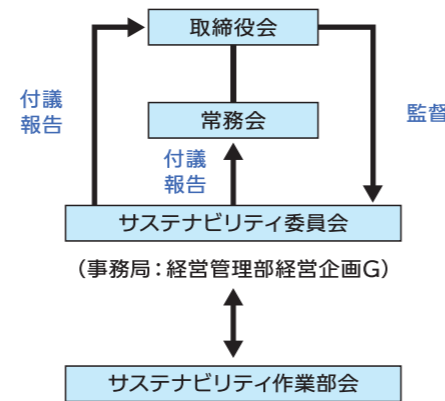 取締役会
付議
報告
監督
常務会
付議
報告
サステナビリティ委員会
（事務局：経営管理部経営企画G）
サステナビリティ作業部会